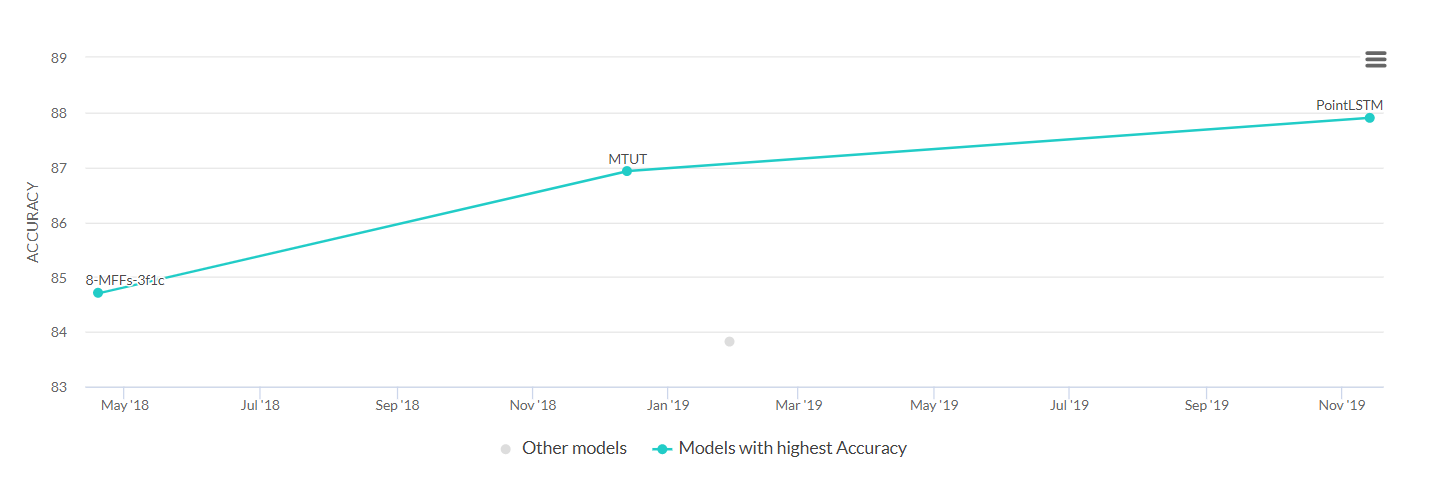 89
88
87
86
85
84
83
ACCURACY
PointLSTM
MTUT
8-MFFs-3f1c
May '18 Jul '18 Sep '18 Nov '18 Jan '19 Mar '19 May '19 Jul '19 Sep '19 Nov '19
Other models Models with highest Accuracy